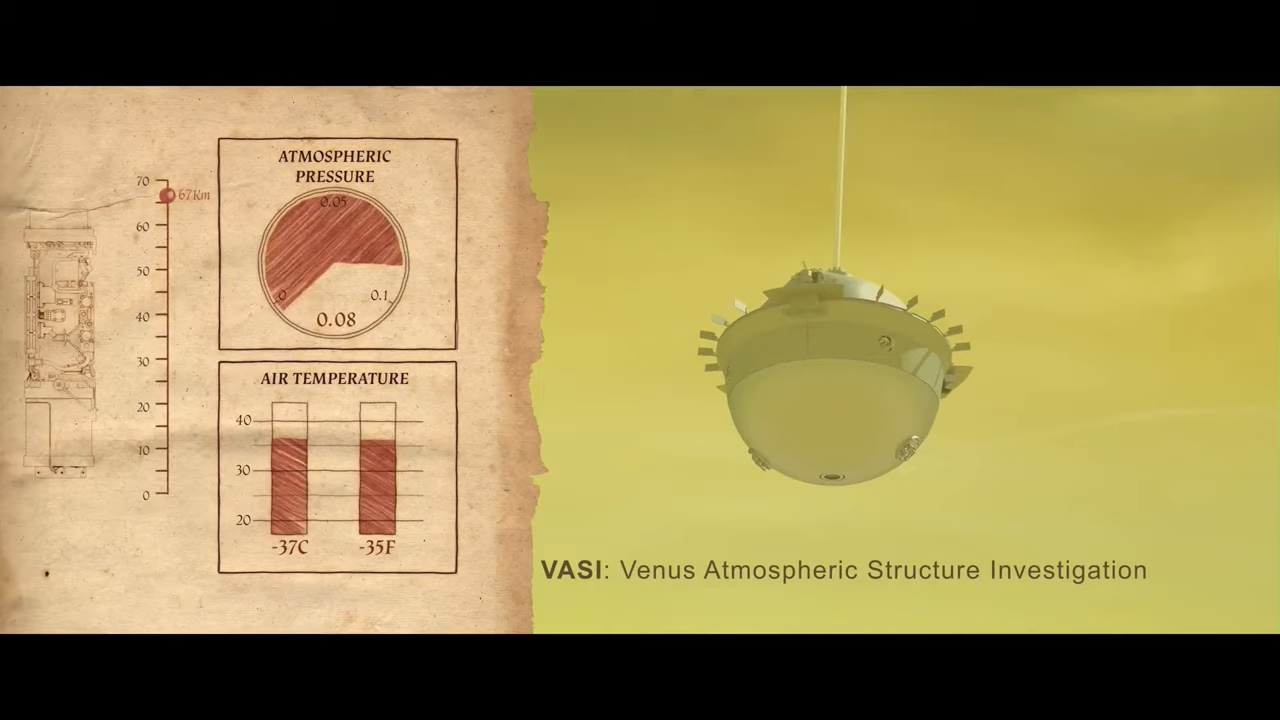 70
67Km
60
50
40
30
20
10
0
ATMOSPHERIC
PRESSURE
0.05
0
0.1
0.08
AIR TEMPERATURE
40
30
20
-37C
-35F
VASI: Venus Atmospheric Structure Investigation